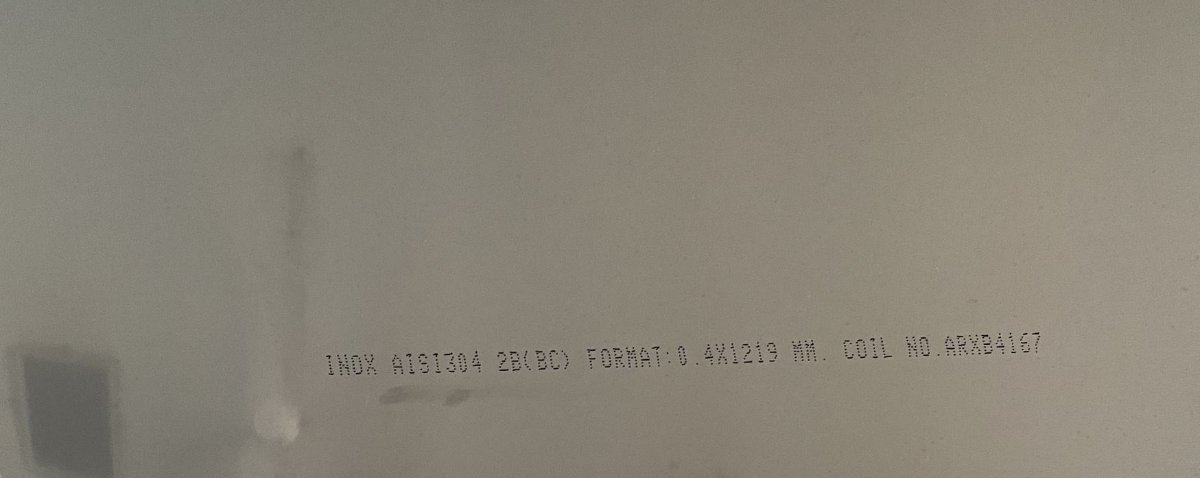 INOX AISI304 2B(BC) FORMAT:0.4X1219 MM. COIL NO.ARXB4167